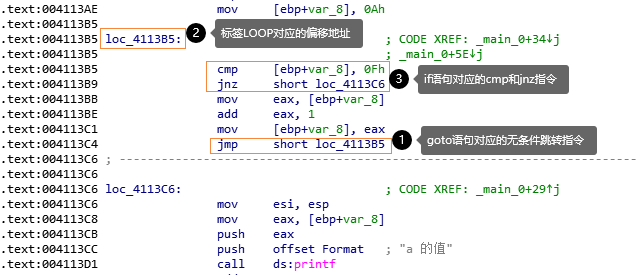 .text:004113AE mov [ebp+var_8], 0Ah
.text:004113B5
.text:004113B5 loc_4113B5: 2 标签LOOP对应的偏移地址 ; CODE XREF: _main_0+34↓j
.text:004113B5 ; _main_0+5E↓j
.text:004113B5 cmp [ebp+var_8], 0Fh
.text:004113B9 jnz short loc_4113C6 3 if语句对应的cmp和jnz指令
.text:004113BB mov eax, [ebp+var_8]
.text:004113BE add eax, 1
.text:004113C1 mov [ebp+var_8], eax
.text:004113C4 jmp short loc_4113B5 1 goto语句对应的无条件跳转指令
.text:004113C6 ; ---------------------------------------------------------------------------
.text:004113C6
.text:004113C6 loc_4113C6: ; CODE XREF: _main_0+29↑j
.text:004113C6 mov esi, esp
.text:004113C8 mov eax, [ebp+var_8]
.text:004113CB push eax
.text:004113CC push offset Format ; "a 的值"
.text:004113D1 call ds:printf